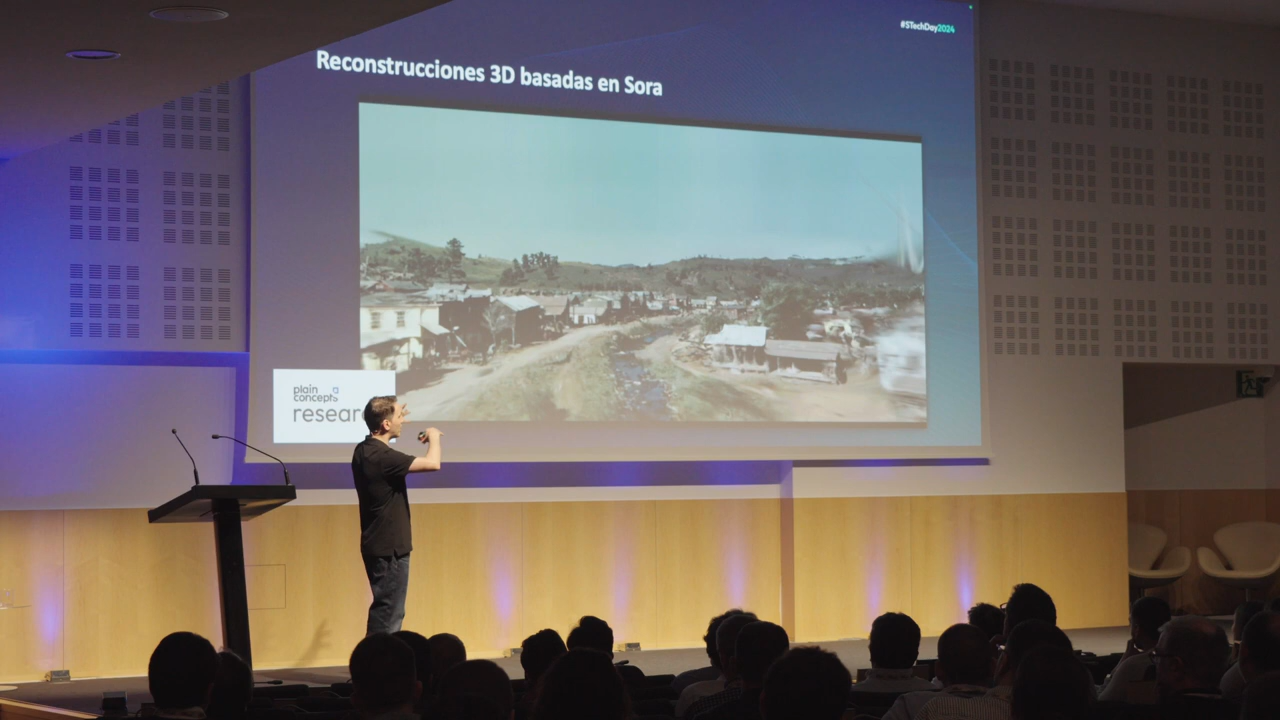 #STechDay2024
Reconstrucciones 3D basadas en Sora
plain
concepts
resear